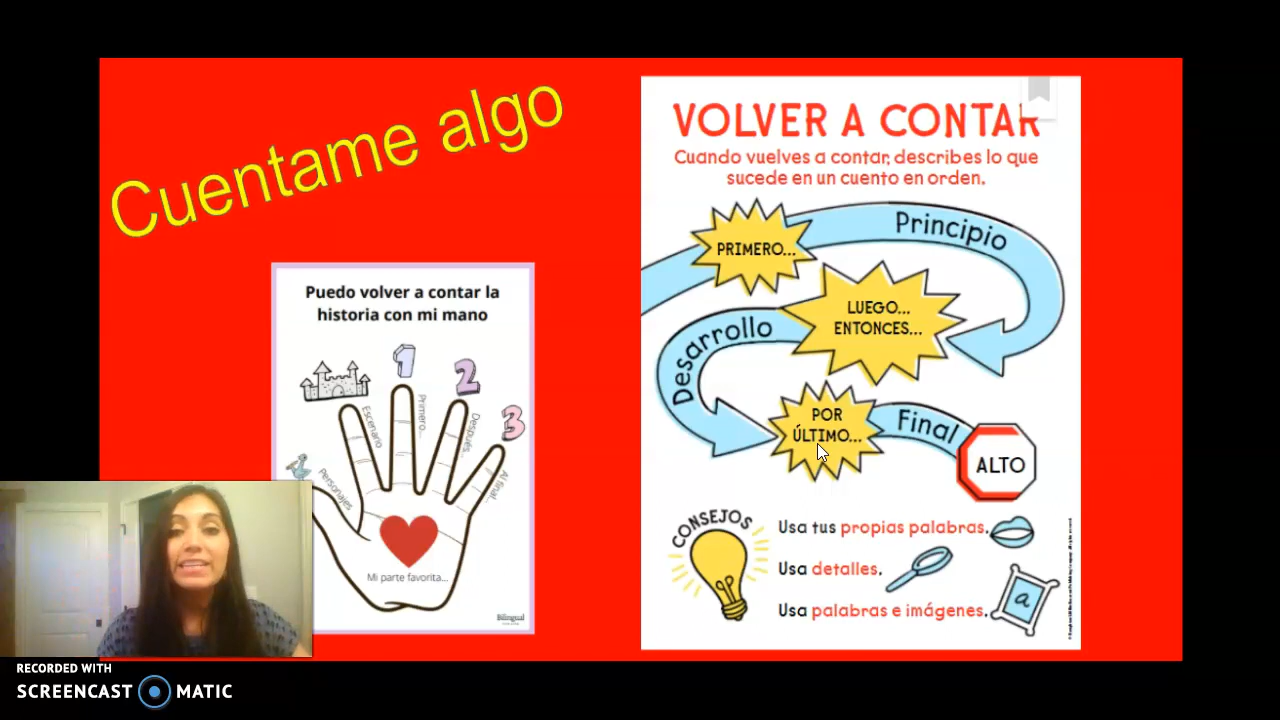 Cuentame algo
Puedo volver a contar la
historia con mi mano
1
2
3
Personajes
Escenario
Primero...
Después...
Al final...
Mi parte favorita...
Bilingual
VOLVER A CONTAR
Cuando vuelves a contar, describes lo que
sucede en un cuento en orden.
PRIMERO...
Principio
LUEGO...
ENTONCES...
Desarrollo
POR
ÚLTIMO...
Final
ALTO
CONSEJOS
Usa tus propias palabras.
Usa detalles.
Usa palabras e imágenes.
a
RECORDED WITH
SCREENCAST MATIC